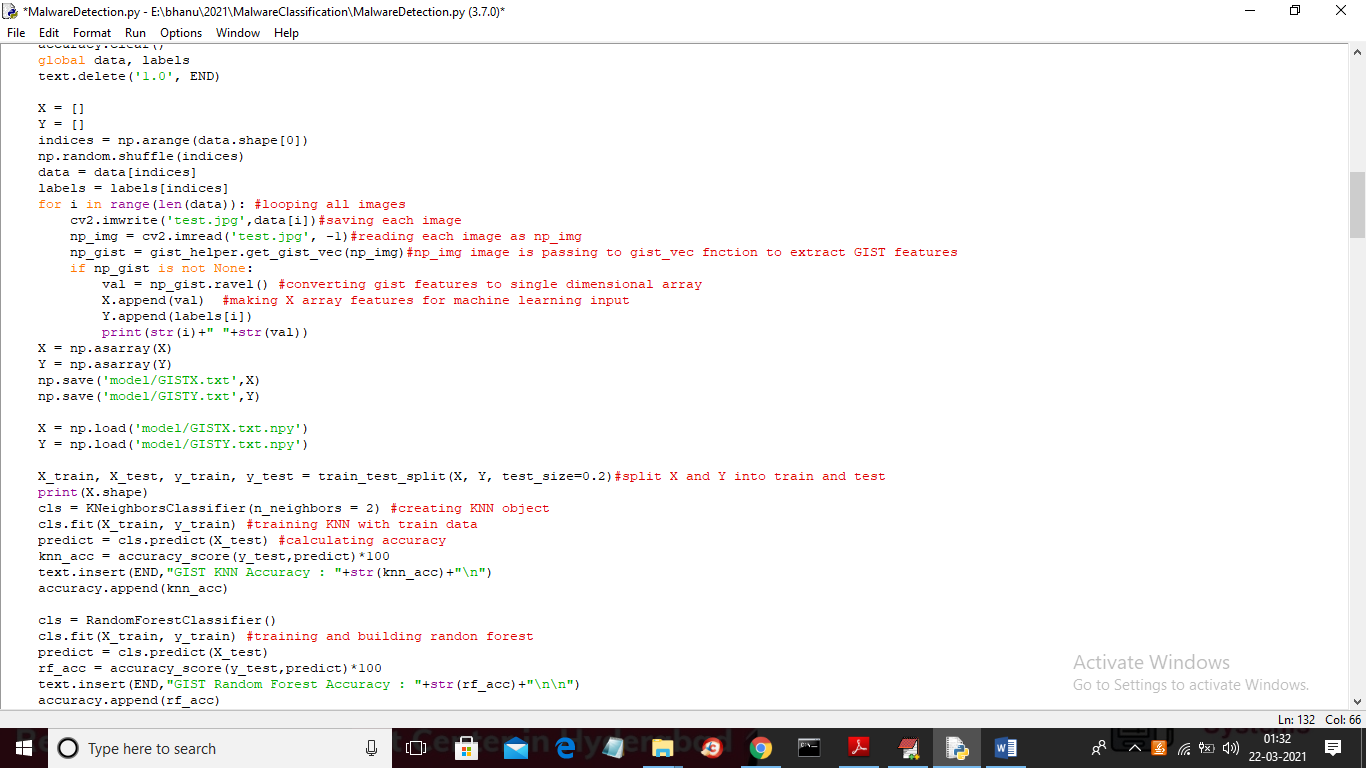 *MalwareDetection.py - E:\bhanu\2021\MalwareClassification\MalwareDetection.py (3.7.0)*
File Edit Format Run Options Window Help
accuracy.clear()
global data, labels
text.delete('1.0', END)
X = []
Y = []
indices = np.arange(data.shape[0])
np.random.shuffle(indices)
data = data[indices]
labels = labels[indices]
for i in range(len(data)): #looping all images
cv2.imwrite('test.jpg',data[i])#saving each image
np_img = cv2.imread('test.jpg', -1)#reading each image as np_img
np_gist = gist_helper.get_gist_vec(np_img)#np_img image is passing to gist_vec fnction to extract GIST features
if np_gist is not None:
val = np_gist.ravel() #converting gist features to single dimensional array
X.append(val)  #making X array features for machine learning input
Y.append(labels[i])
print(str(i)+" "+str(val))
X = np.asarray(X)
Y = np.asarray(Y)
np.save('model/GISTX.txt',X)
np.save('model/GISTY.txt',Y)
X = np.load('model/GISTX.txt.npy')
Y = np.load('model/GISTY.txt.npy')
X_train, X_test, y_train, y_test = train_test_split(X, Y, test_size=0.2)#split X and Y into train and test
print(X.shape)
cls = KNeighborsClassifier(n_neighbors = 2) #creating KNN object
cls.fit(X_train, y_train) #training KNN with train data
predict = cls.predict(X_test) #calculating accuracy
knn_acc = accuracy_score(y_test,predict)*100
text.insert(END,"GIST KNN Accuracy : "+str(knn_acc)+"\n")
accuracy.append(knn_acc)
cls = RandomForestClassifier()
cls.fit(X_train, y_train) #training and building randon forest
predict = cls.predict(X_test)
rf_acc = accuracy_score(y_test,predict)*100
text.insert(END,"GIST Random Forest Accuracy : "+str(rf_acc)+"\n\n")
accuracy.append(rf_acc)
Activate Windows
Go to Settings to activate Windows.
Ln: 132 Col: 66
Type here to search
01:32
22-03-2021